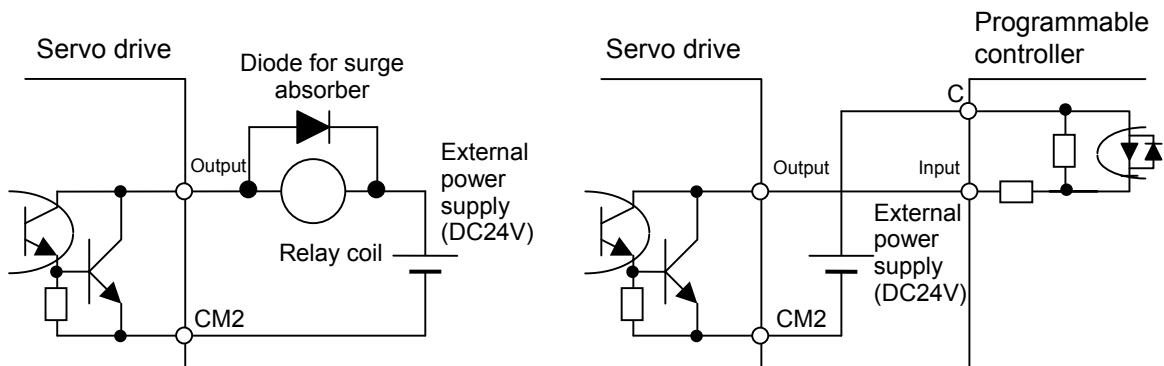 Servo drive
Diode for surge
absorber
Output
External
power
supply
(DC24V)
Relay coil
CM2
Servo drive
Programmable
controller
C
Output
Input
External
power
supply
(DC24V)
CM2